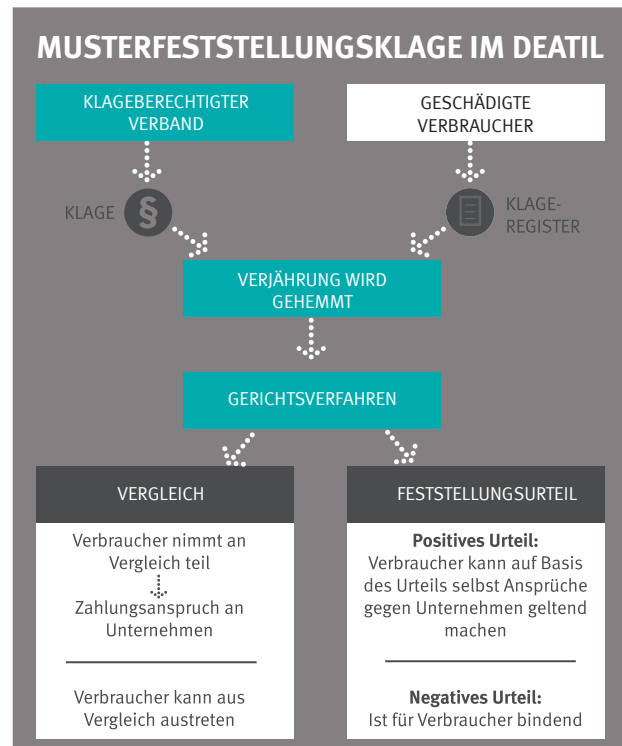 MUSTERFESTSTELLUNGSKLAGE IM DEATIL
KLAGEBERECHTIGTER
VERBAND
GESCHÄDIGTE
VERBRAUCHER
KLAGE
§
KLAGE-
REGISTER
VERJÄHRUNG WIRD
GEHEMMT
GERICHTSVERFAHREN
VERGLEICH
Verbraucher nimmt an
Vergleich teil
Zahlungsanspruch an
Unternehmen
Verbraucher kann aus
Vergleich austreten
FESTSTELLUNGSURTEIL
Positives Urteil:
Verbraucher kann auf Basis
des Urteils selbst Ansprüche
gegen Unternehmen geltend
machen
Negatives Urteil:
Ist für Verbraucher bindend